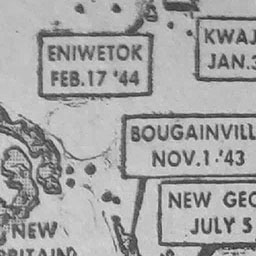 ENIWETOK
FEB.17 '44
KWAJ
JAN.3
BOUGAINVILL
NOV.1·'43
NEW GEO
JULY 5
NEW
BRITAIN